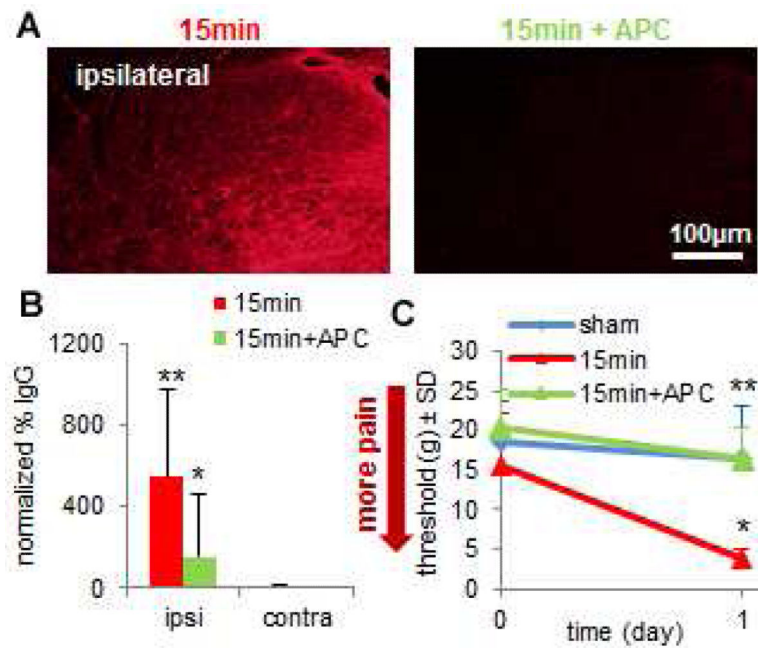 A
15min
15min + APC
ipsilateral
100µm
B
15min
15min+APC
normalized % IgG
1200
800
400
0
**
*
ipsi
contra
C
sham
15min
15min+APC
more pain
threshold (g) ± SD
30
25
20
15
10
5
0
**
*
0
1
time (day)